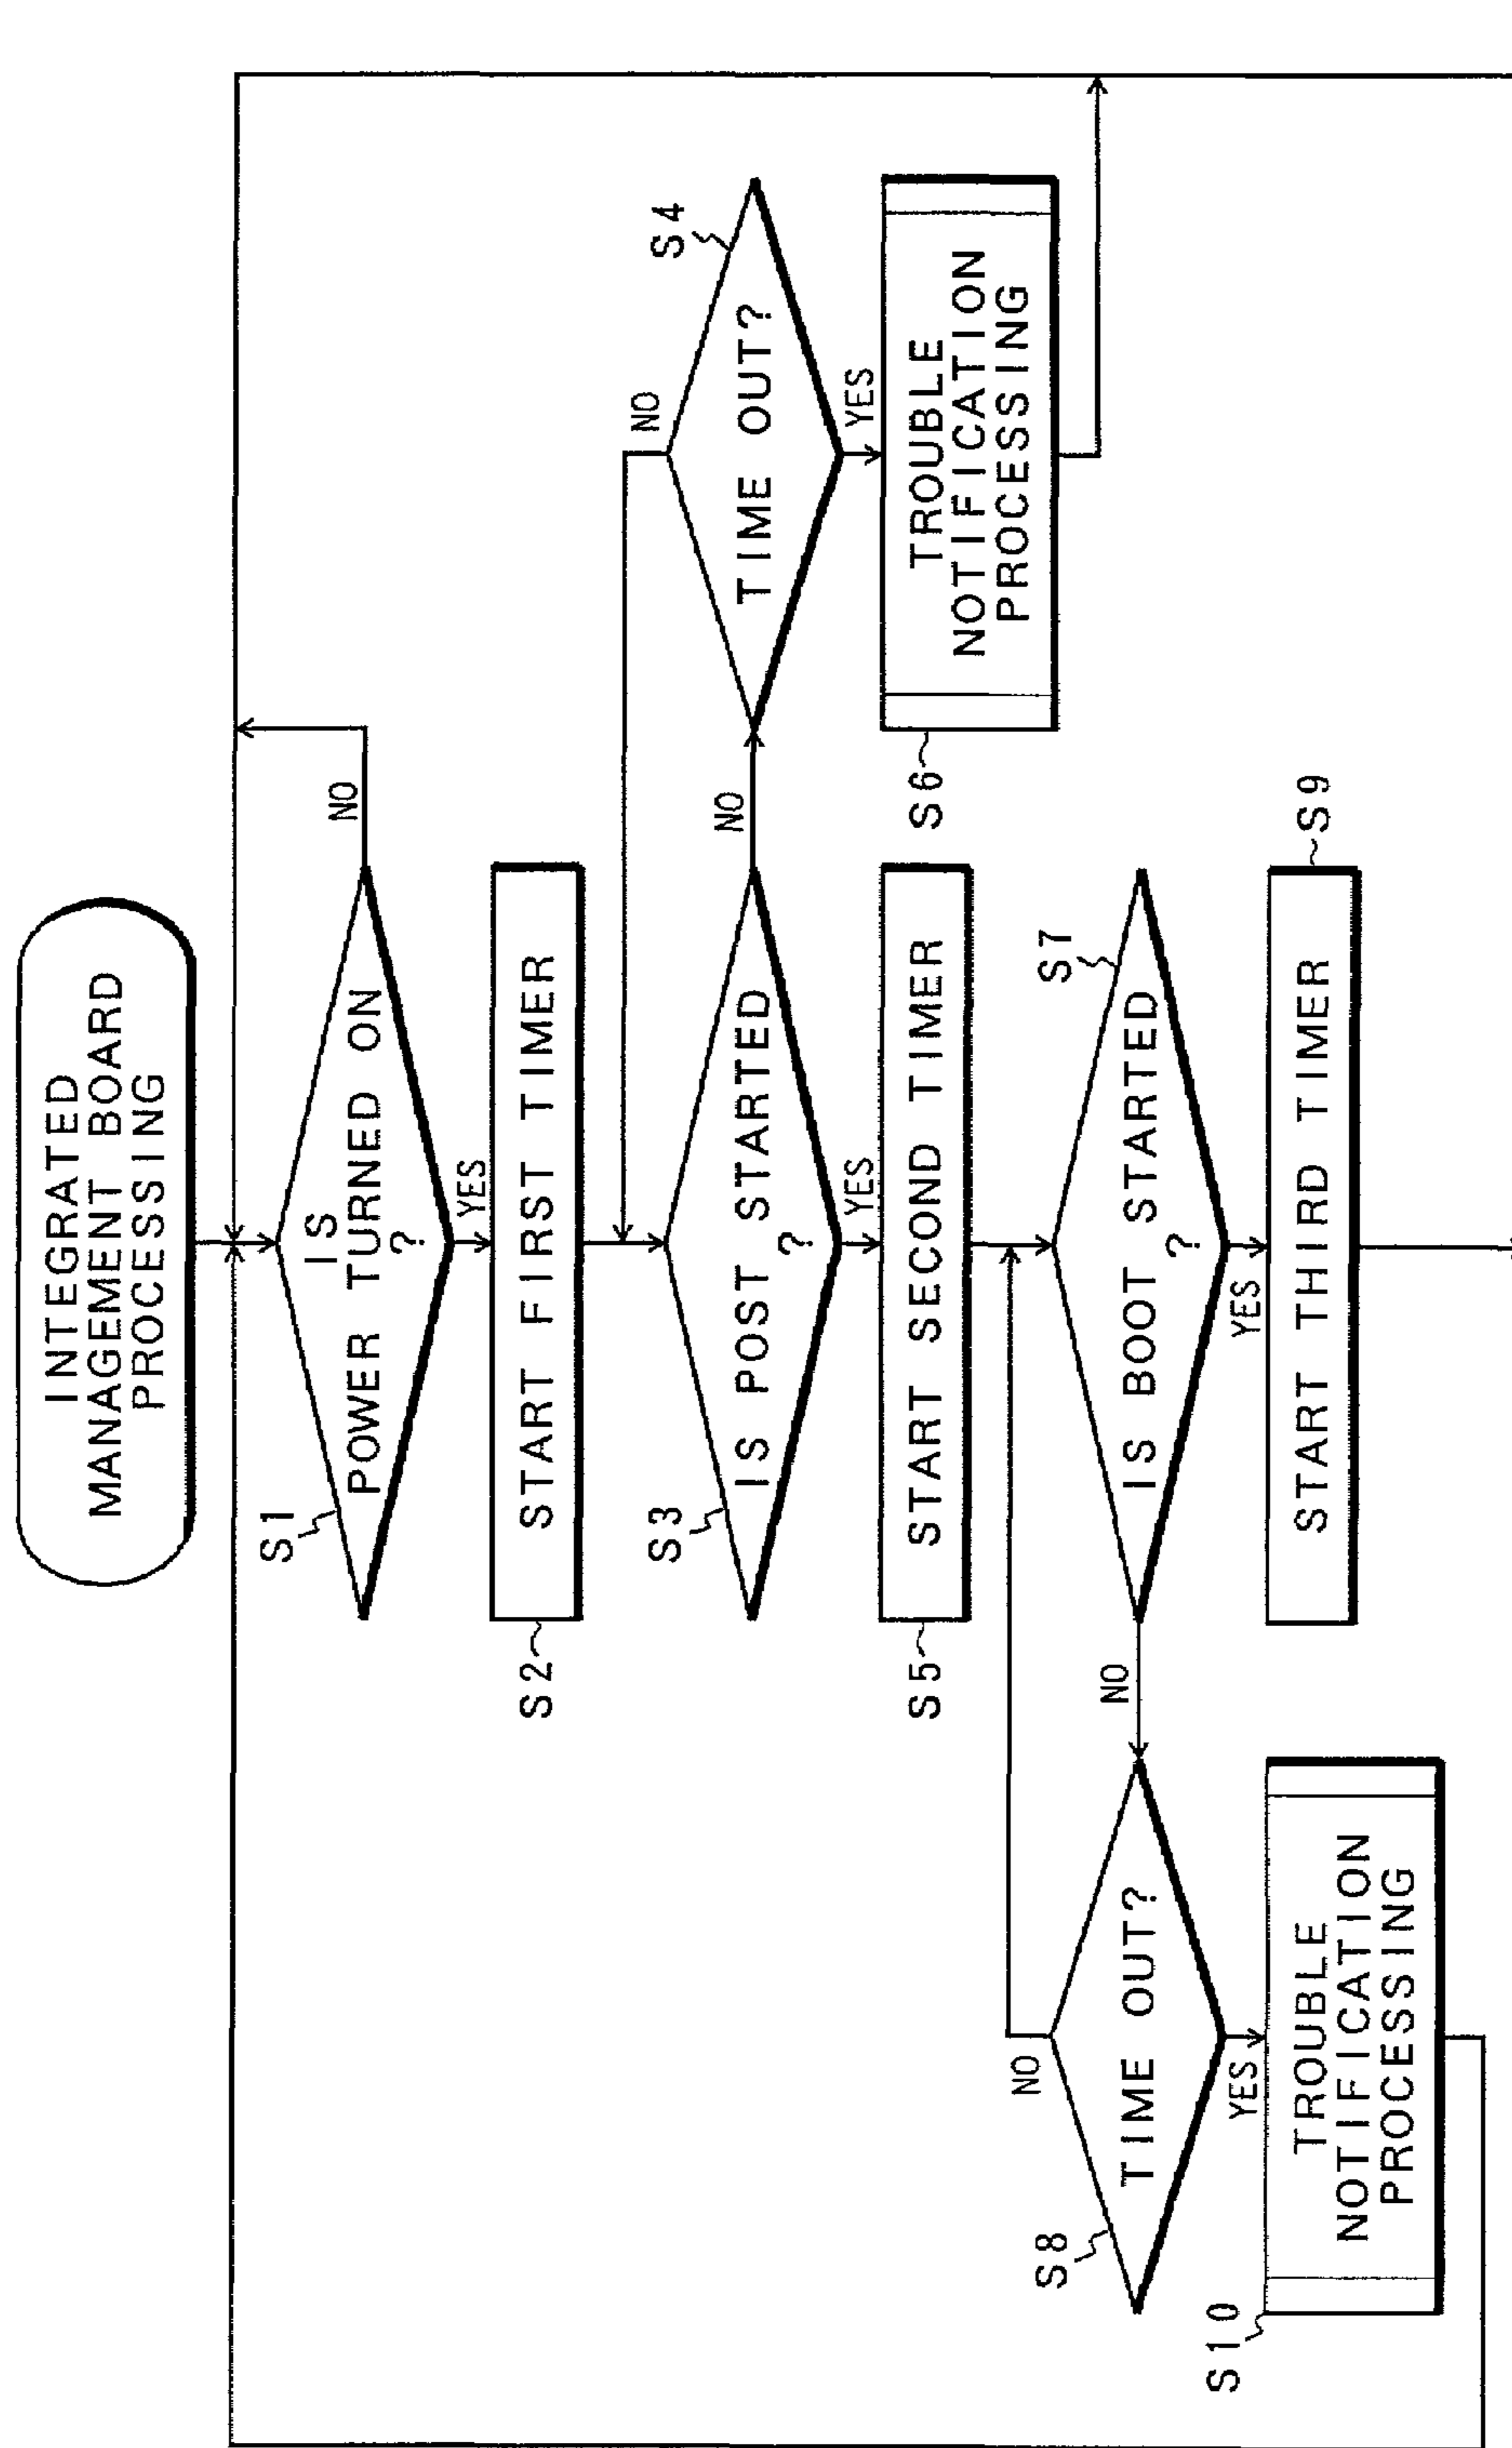 INTEGRATED
MANAGEMENT BOARD
PROCESSING
S1
IS
POWER TURNED ON
?
NO
YES
S2
START FIRST TIMER
S3
IS POST STARTED
?
NO
YES
S4
TIME OUT?
NO
YES
S5
START SECOND TIMER
S6
TROUBLE
NOTIFICATION
PROCESSING
S7
IS BOOT STARTED
?
NO
YES
S8
TIME OUT?
NO
YES
S9
START THIRD TIMER
S10
TROUBLE
NOTIFICATION
PROCESSING